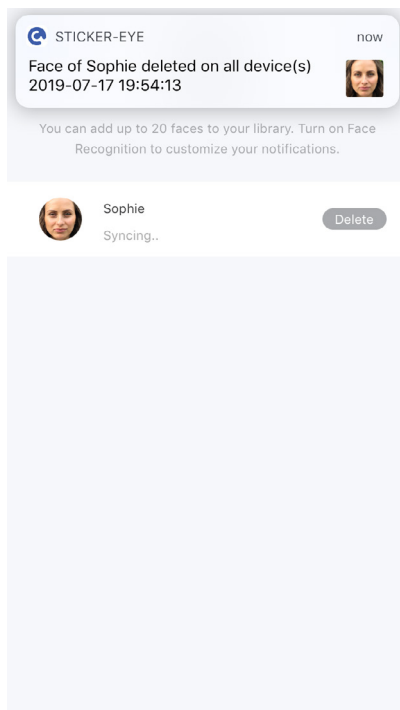 STICKER-EYE
now
Face of Sophie deleted on all device(s)
2019-07-17 19:54:13
You can add up to 20 faces to your library. Turn on Face
Recognition to customize your notifications.
Sophie
Delete
Syncing..